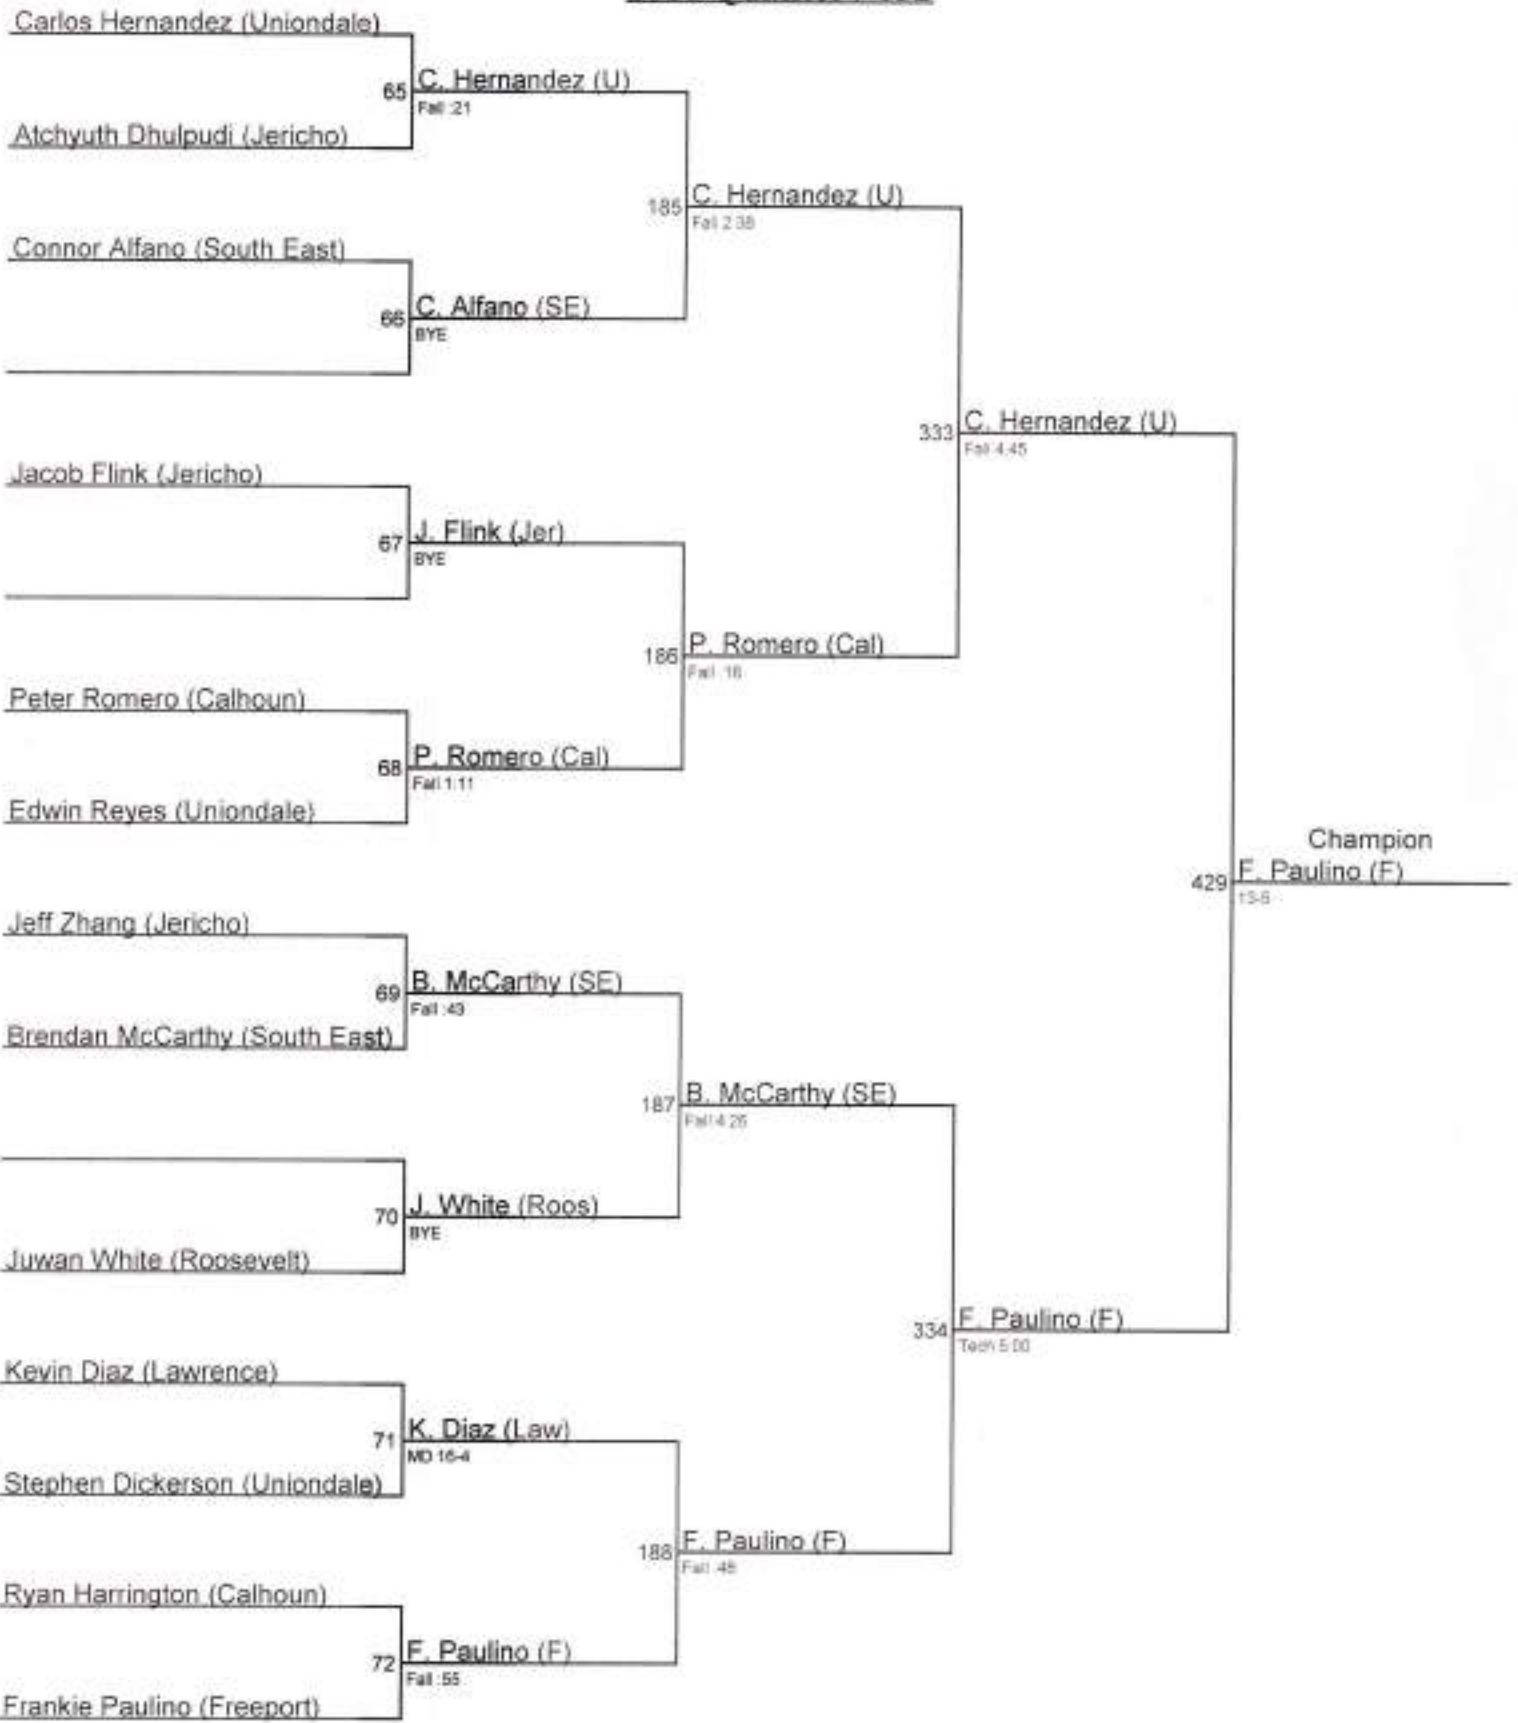 Carlos Hernandez (Uniondale)
65 C. Hernandez (U)
Fall :21
Atchyuth Dhulpudi (Jericho)
185 C. Hernandez (U)
Fall 2:38
Connor Alfano (South East)
66 C. Alfano (SE)
BYE
333 C. Hernandez (U)
Fall 4:45
Jacob Flink (Jericho)
67 J. Flink (Jer)
BYE
186 P. Romero (Cal)
Fall :16
Peter Romero (Calhoun)
68 P. Romero (Cal)
Fall 1:11
Edwin Reyes (Uniondale)
Champion
429 F. Paulino (F)
Jeff Zhang (Jericho)
69 B. McCarthy (SE)
Fall :43
Brendan McCarthy (South East)
187 B. McCarthy (SE)
Fall 4:26
70 J. White (Roos)
BYE
Juwan White (Roosevelt)
334 F. Paulino (F)
Tech 5:00
Kevin Diaz (Lawrence)
71 K. Diaz (Law)
MD 16-4
Stephen Dickerson (Uniondale)
188 F. Paulino (F)
Fall :48
Ryan Harrington (Calhoun)
72 F. Paulino (F)
Fall :55
Frankie Paulino (Freeport)